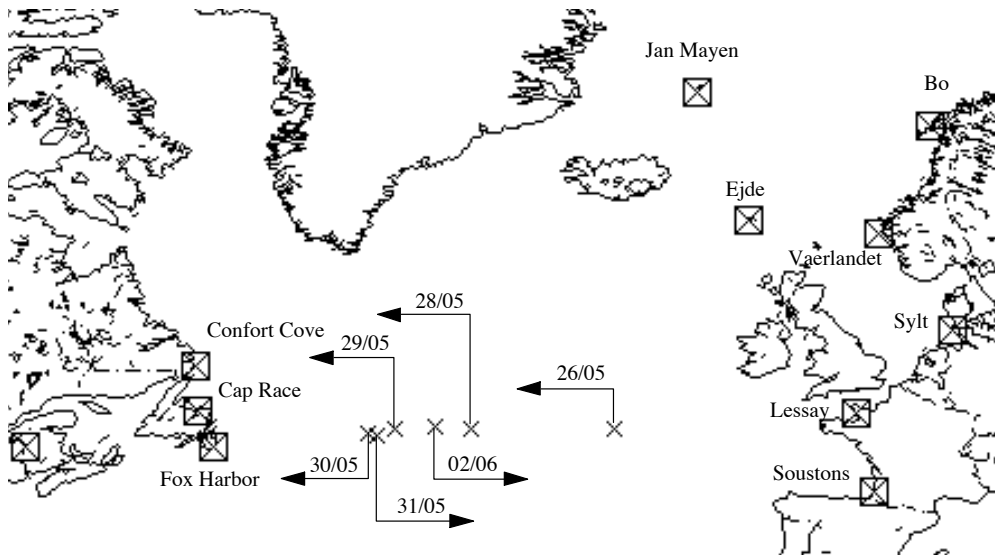 Jan Mayen
Bo
Ejde
Vaerlandet
28/05
Confort Cove
29/05
Sylt
26/05
Cap Race
Lessay
30/05
02/06
Fox Harbor
Soustons
31/05